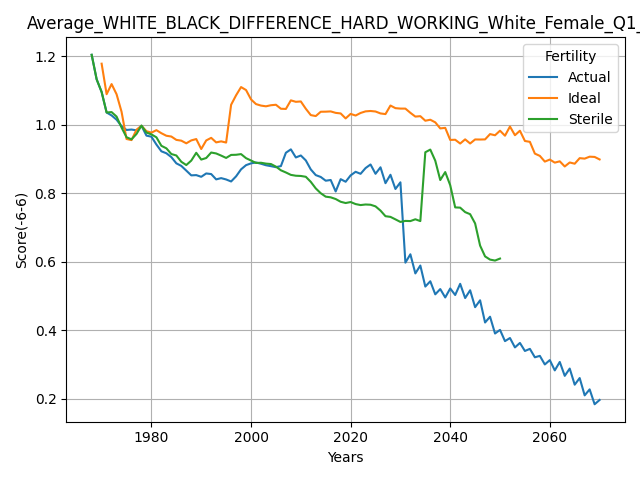 Average_WHITE_BLACK_DIFFERENCE_HARD_WORKING_White_Female_Q1_
Fertility
Actual
Ideal
Sterile
Score(-6-6)
1.2
1.0
0.8
0.6
0.4
0.2
1980 2000 2020 2040 2060
Years